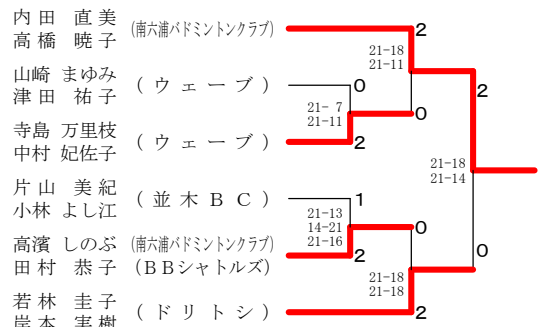 内田 直美 (南六浦バドミントンクラブ)
高橋 暁子
2
21-18
21-11
山崎 まゆみ (ウェーブ)
津田 祐子
0
21- 7
21-11
2
0
寺島 万里枝 (ウェーブ)
中村 妃佐子
2
21-18
21-14
片山 美紀 (並木BC)
小林 よし江
1
21-13
14-21
21-16
0
高濱 しのぶ (南六浦バドミントンクラブ)
田村 恭子 (BBシャトルズ)
2
0
21-18
21-18
若林 圭子 (ドリトシ)
岸本 実樹
2